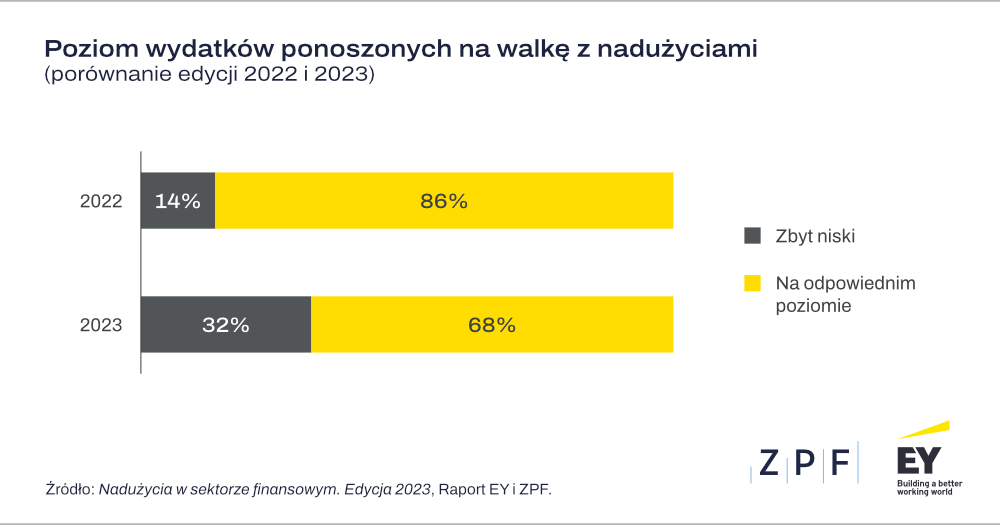 Poziom wydatków ponoszonych na walkę z nadużyciami
(porównanie edycji 2022 i 2023)
2022
14%
86%
2023
32%
68%
Zbyt niski
Na odpowiednim
poziomie
Źródło: Nadużycia w sektorze finansowym. Edycja 2023, Raport EY i ZPF.
ZPF
EY
Building a better
working world